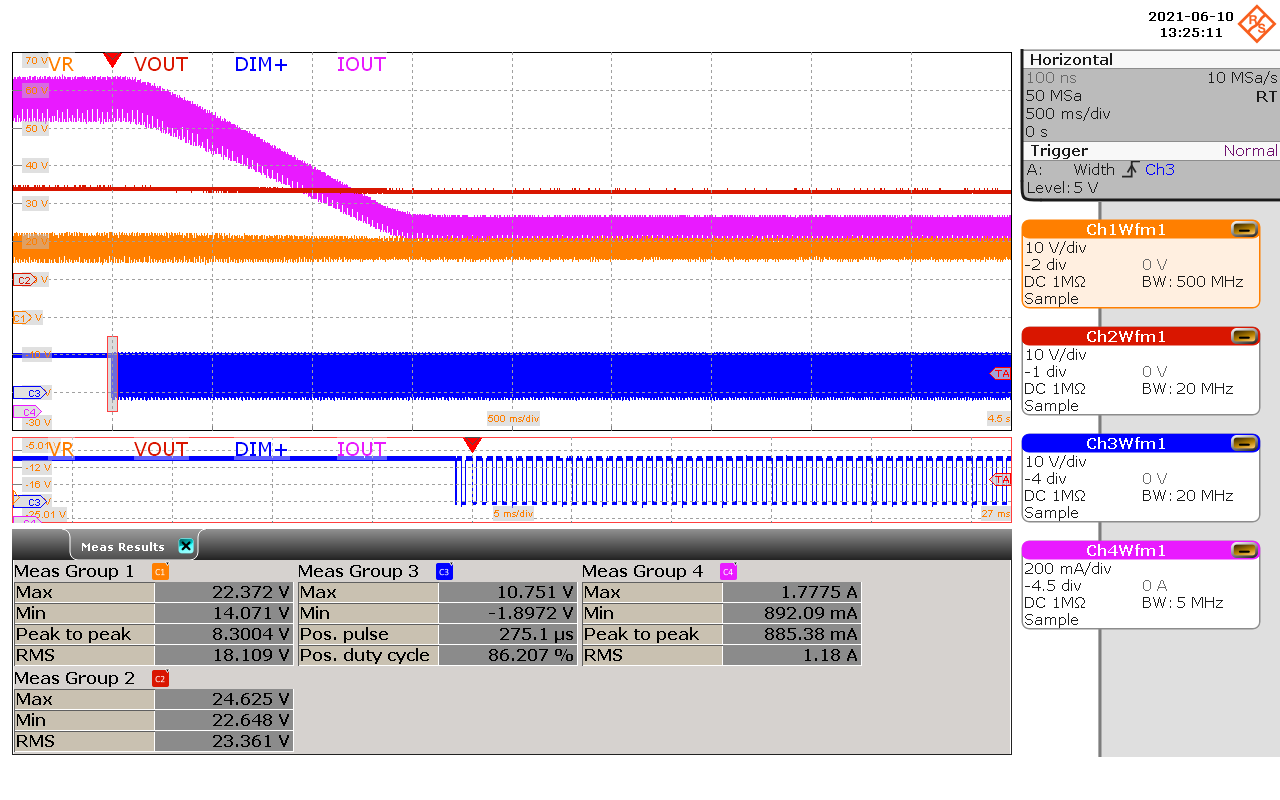 2021-06-10
13:25:11
VR VOUT DIM+ IOUT
70 V
60 V
50 V
40 V
30 V
20 V
C2 V
C1 V
-10 V
C3
C4
-30 V
500 ms/div 4.5 s
TA
-5.01 VR VOUT DIM+ IOUT
-12 V
-16 V
C3
-25.01 V 5 ms/div 27 ms
C4
TA
Horizontal
100 ns 10 MSa/s
50 MSa RT
500 ms/div
0 s
Trigger Normal
A: Width Ch3
Level: 5 V
Ch1Wfm1
10 V/div
-2 div 0 V
DC 1MΩ BW: 500 MHz
Sample
Ch2Wfm1
10 V/div
-1 div 0 V
DC 1MΩ BW: 20 MHz
Sample
Ch3Wfm1
10 V/div
-4 div 0 V
DC 1MΩ BW: 20 MHz
Sample
Ch4Wfm1
200 mA/div
-4.5 div 0 A
DC 1MΩ BW: 5 MHz
Sample
Meas Results
Meas Group 1 C1
Max 22.372 V
Min 14.071 V
Peak to peak 8.3004 V
RMS 18.109 V
Meas Group 3 C3
Max 10.751 V
Min -1.8972 V
Pos. pulse 275.1 µs
Pos. duty cycle 86.207 %
Meas Group 4 C4
Max 1.7775 A
Min 892.09 mA
Peak to peak 885.38 mA
RMS 1.18 A
Meas Group 2 C2
Max 24.625 V
Min 22.648 V
RMS 23.361 V